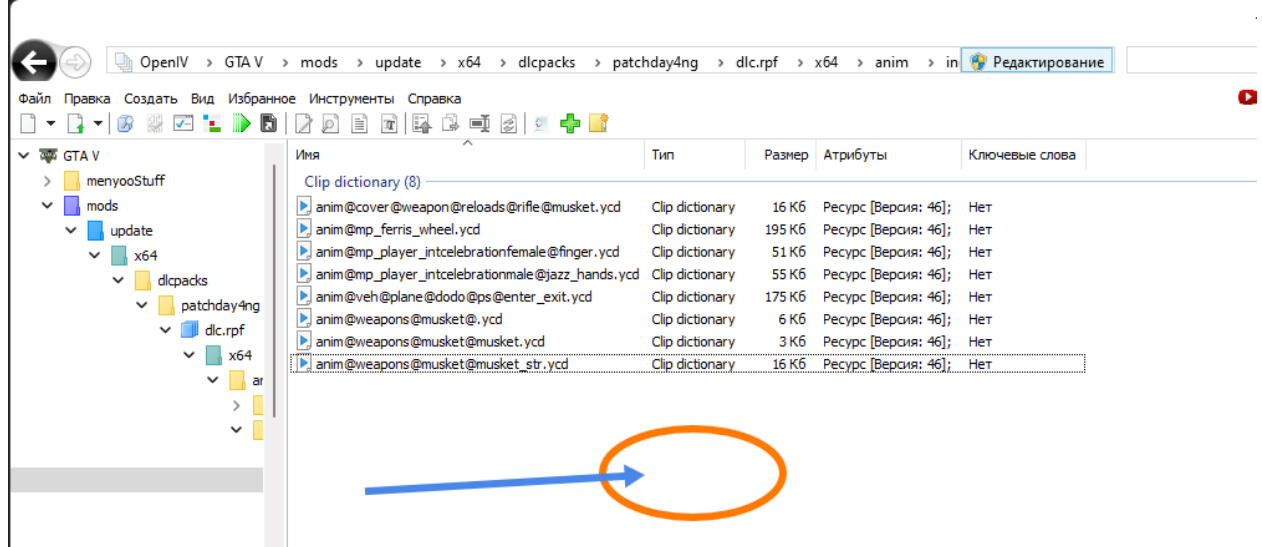 OpenIV > GTA V > mods > update > x64 > dlcpacks > patchday4ng > dlc.rpf > x64 > anim > in Редактирование
Файл Правка Создать Вид Избранное Инструменты Справка
GTA V
menyooStuff
mods
update
x64
dlcpacks
patchday4ng
dlc.rpf
x64
ar
Имя Тип Размер Атрибуты Ключевые слова
Clip dictionary (8)
anim@cover@weapon@reloads@rifle@musket.ycd Clip dictionary 16 Кб Ресурс [Версия: 46]; Нет
anim@mp_ferris_wheel.ycd Clip dictionary 195 Кб Ресурс [Версия: 46]; Нет
anim@mp_player_intcelebrationfemale@finger.ycd Clip dictionary 51 Кб Ресурс [Версия: 46]; Нет
anim@mp_player_intcelebrationmale@jazz_hands.ycd Clip dictionary 55 Кб Ресурс [Версия: 46]; Нет
anim@veh@plane@dodo@ps@enter_exit.ycd Clip dictionary 175 Кб Ресурс [Версия: 46]; Нет
anim@weapons@musket@.ycd Clip dictionary 6 Кб Ресурс [Версия: 46]; Нет
anim@weapons@musket@musket.ycd Clip dictionary 3 Кб Ресурс [Версия: 46]; Нет
anim@weapons@musket@musket_str.ycd Clip dictionary 16 Кб Ресурс [Версия: 46]; Нет